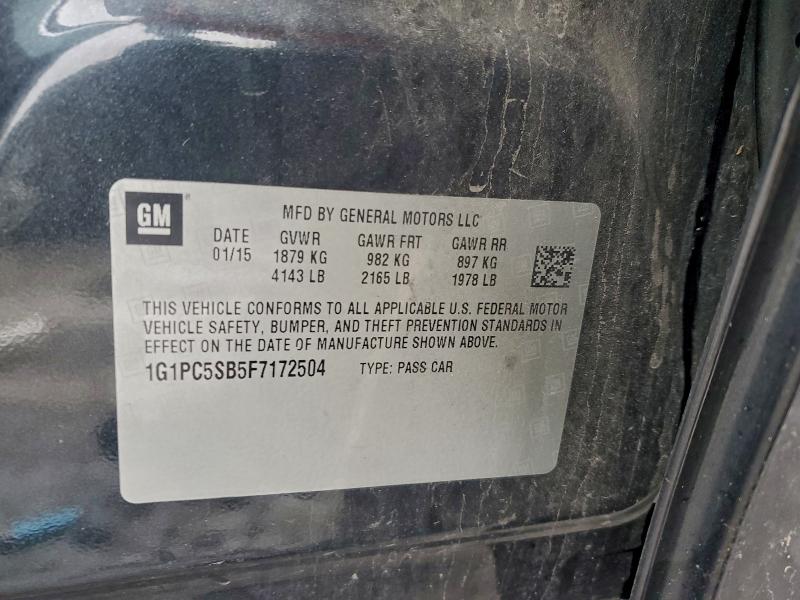 GM
MFD BY GENERAL MOTORS LLC
DATE GVWR GAWR FRT GAWR RR
01/15 1879 KG 982 KG 897 KG
4143 LB 2165 LB 1978 LB
THIS VEHICLE CONFORMS TO ALL APPLICABLE U.S. FEDERAL MOTOR
VEHICLE SAFETY, BUMPER, AND THEFT PREVENTION STANDARDS IN
EFFECT ON THE DATE OF MANUFACTURE SHOWN ABOVE.
1G1PC5SB5F7172504 TYPE: PASS CAR